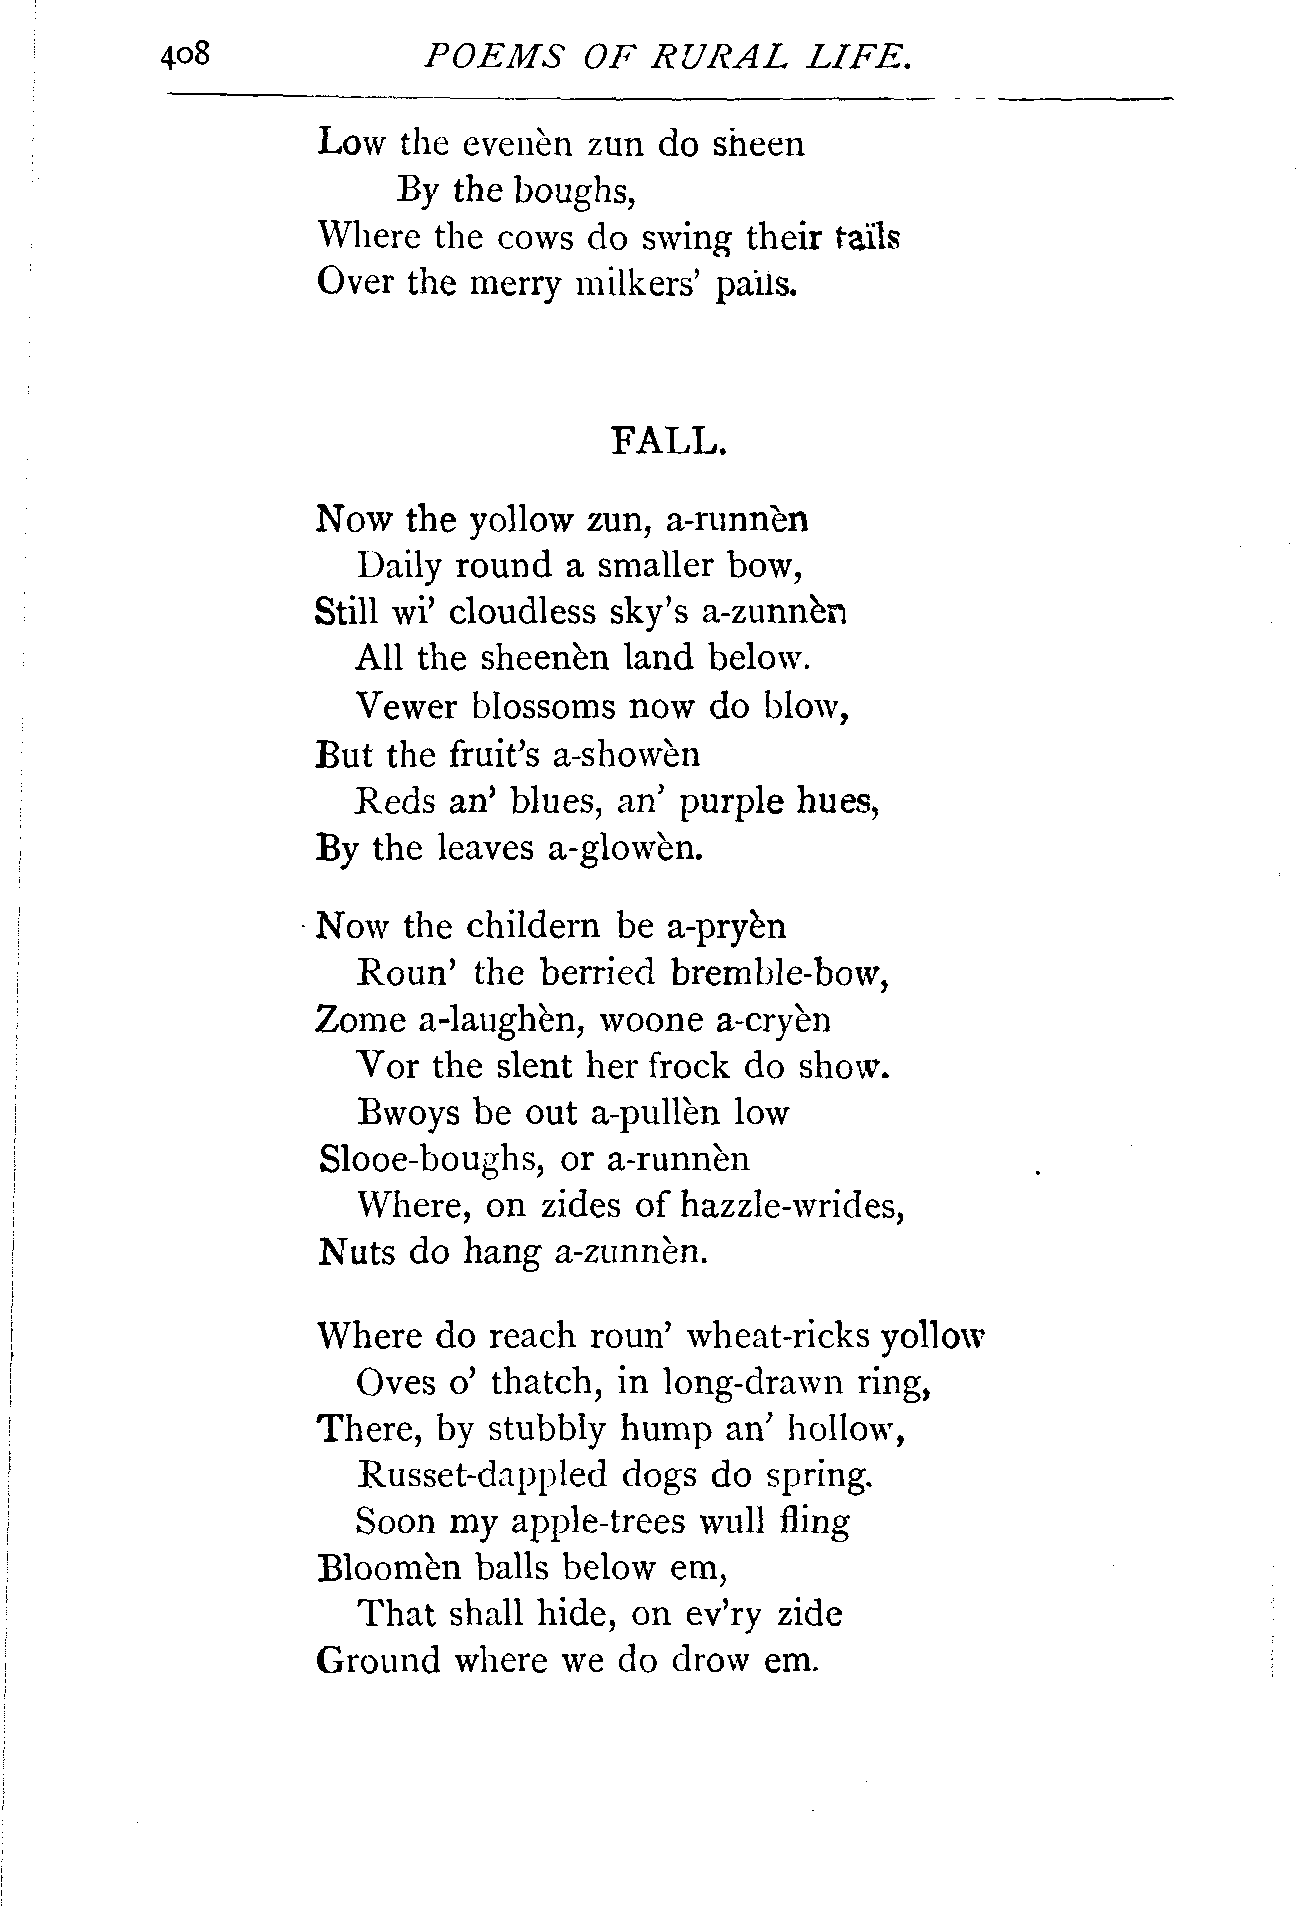 408 POEMS OF RURAL LIFE.
Low the evenèn zun do sheen
By the boughs,
Where the cows do swing their taïls
Over the merry milkers' païls.
FALL.
Now the yollow zun, a-runnèn
Daily round a smaller bow,
Still wi' cloudless sky's a-zunnèn
All the sheenèn land below.
Vewer blossoms now do blow,
But the fruit's a-showèn
Reds an' blues, an' purple hues,
By the leaves a-glowèn.
Now the childern be a-pryèn
Roun' the berried bremble-bow,
Zome a-laughèn, woone a-cryèn
Vor the slent her frock do show.
Bwoys be out a-pullèn low
Slooe-boughs, or a-runnèn
Where, on zides of hazzle-wrides,
Nuts do hang a-zunnèn.
Where do reach roun' wheat-ricks yollow
Oves o' thatch, in long-drawn ring,
There, by stubbly hump an' hollow,
Russet-dappled dogs do spring.
Soon my apple-trees wull fling
Bloomèn balls below em,
That shall hide, on ev'ry zide
Ground where we do drow em.